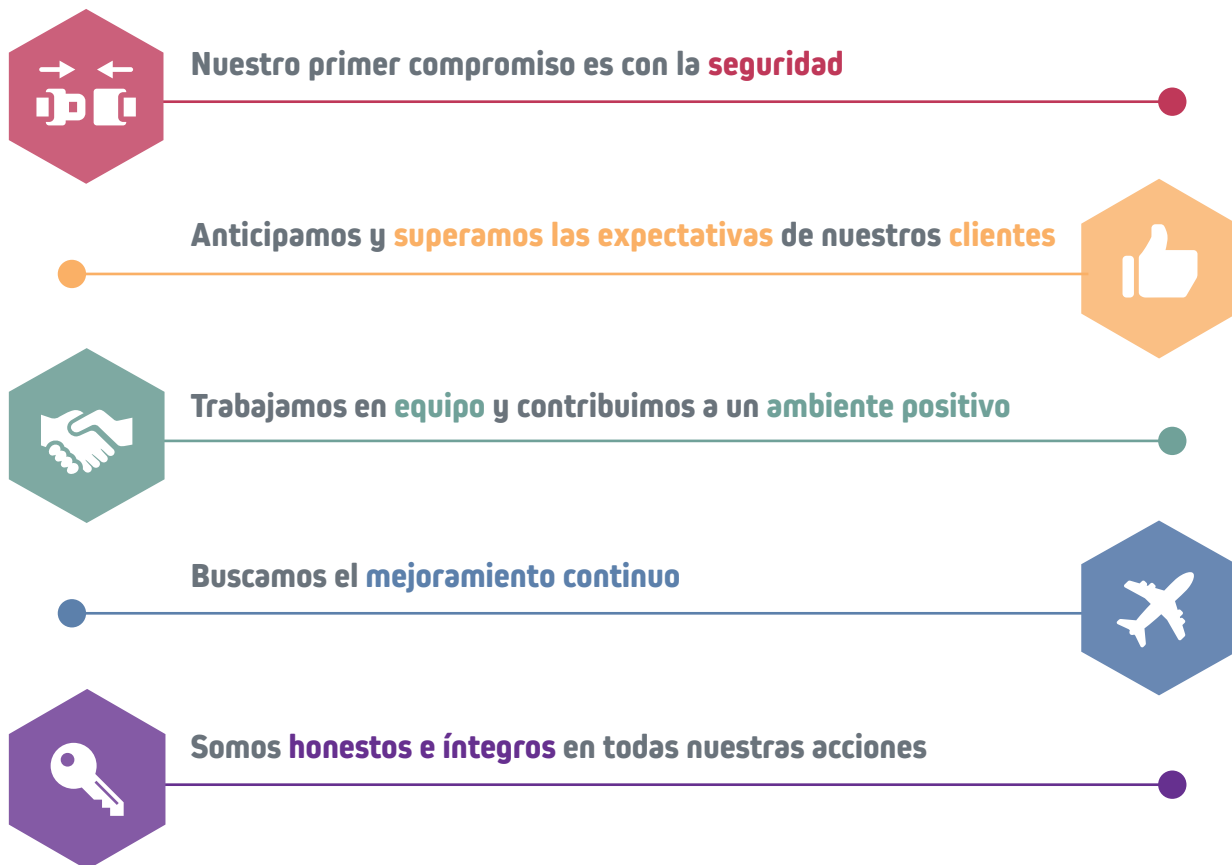 Nuestro primer compromiso es con la seguridad
Anticipamos y superamos las expectativas de nuestros clientes
Trabajamos en equipo y contribuimos a un ambiente positivo
Buscamos el mejoramiento continuo
Somos honestos e íntegros en todas nuestras acciones